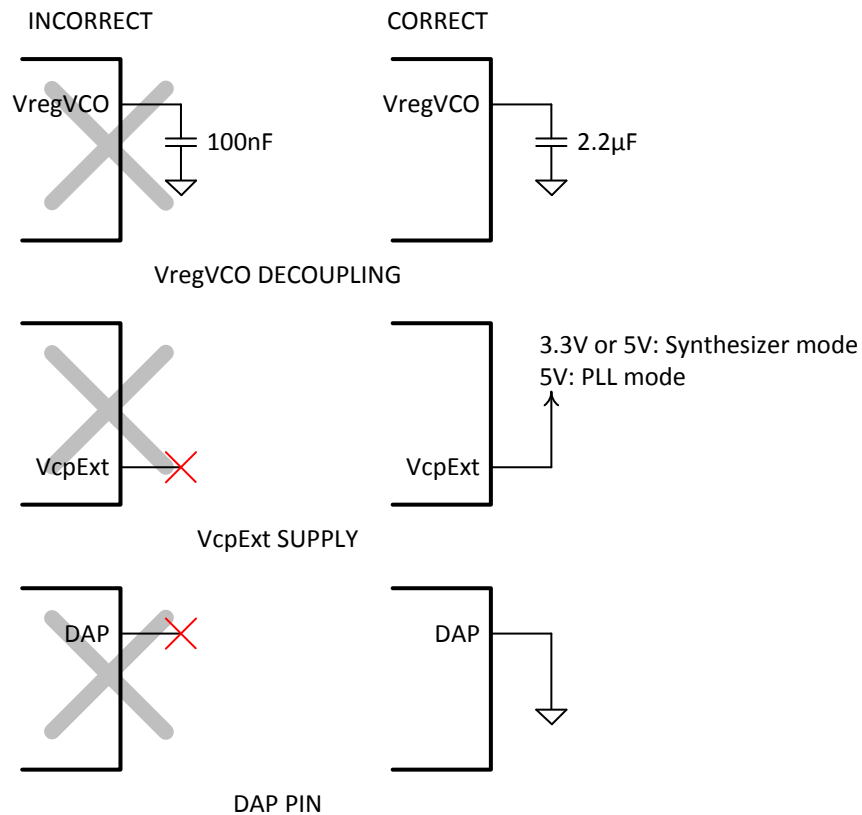 INCORRECT
CORRECT
VregVCO
100nF
VregVCO
2.2µF
VregVCO DECOUPLING
3.3V or 5V: Synthesizer mode
5V: PLL mode
VcpExt
VcpExt
VcpExt SUPPLY
DAP
DAP
DAP PIN